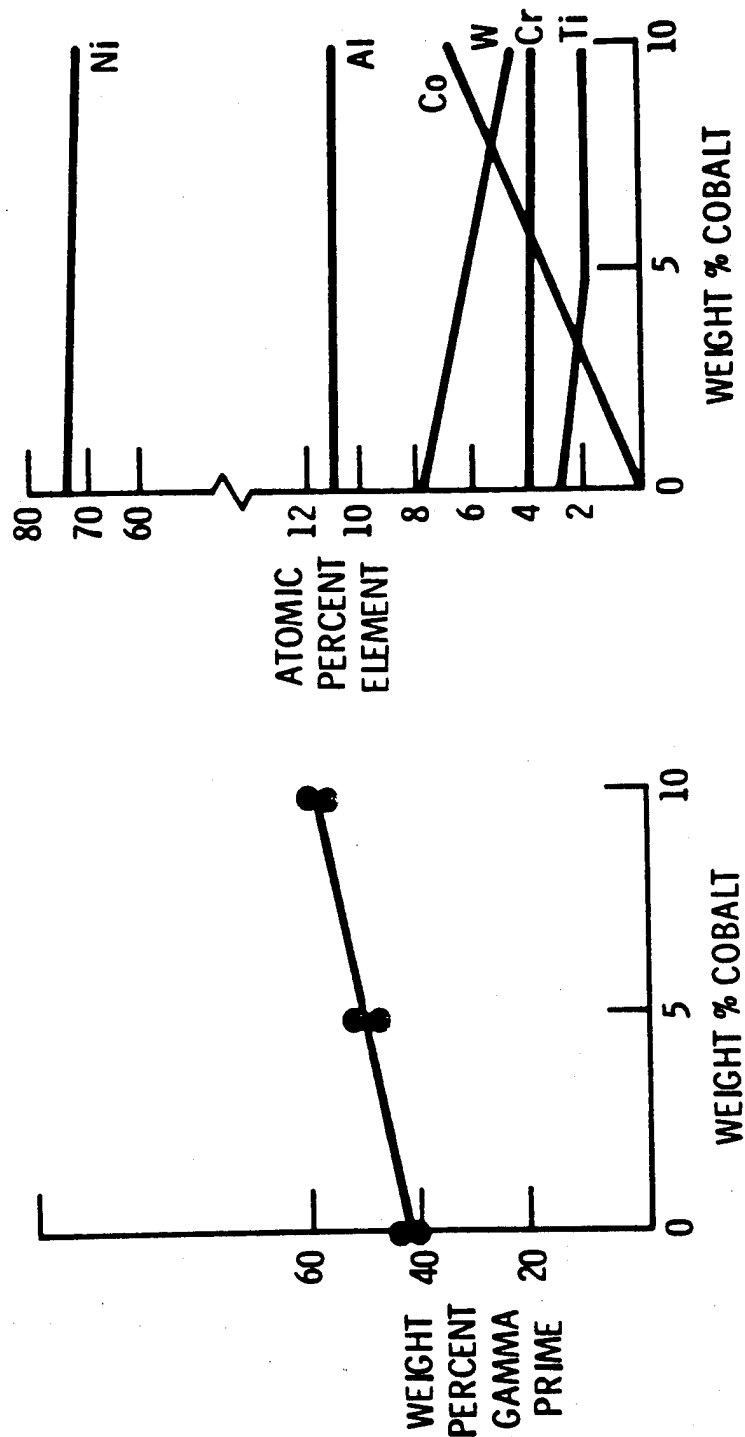 60
40
20
WEIGHT
PERCENT
GAMMA
PRIME
0
5
10
WEIGHT % COBALT
80
70
60
12
10
8
6
4
2
ATOMIC
PERCENT
ELEMENT
Ni
Al
Co
W
Cr
Ti
0
5
10
WEIGHT % COBALT